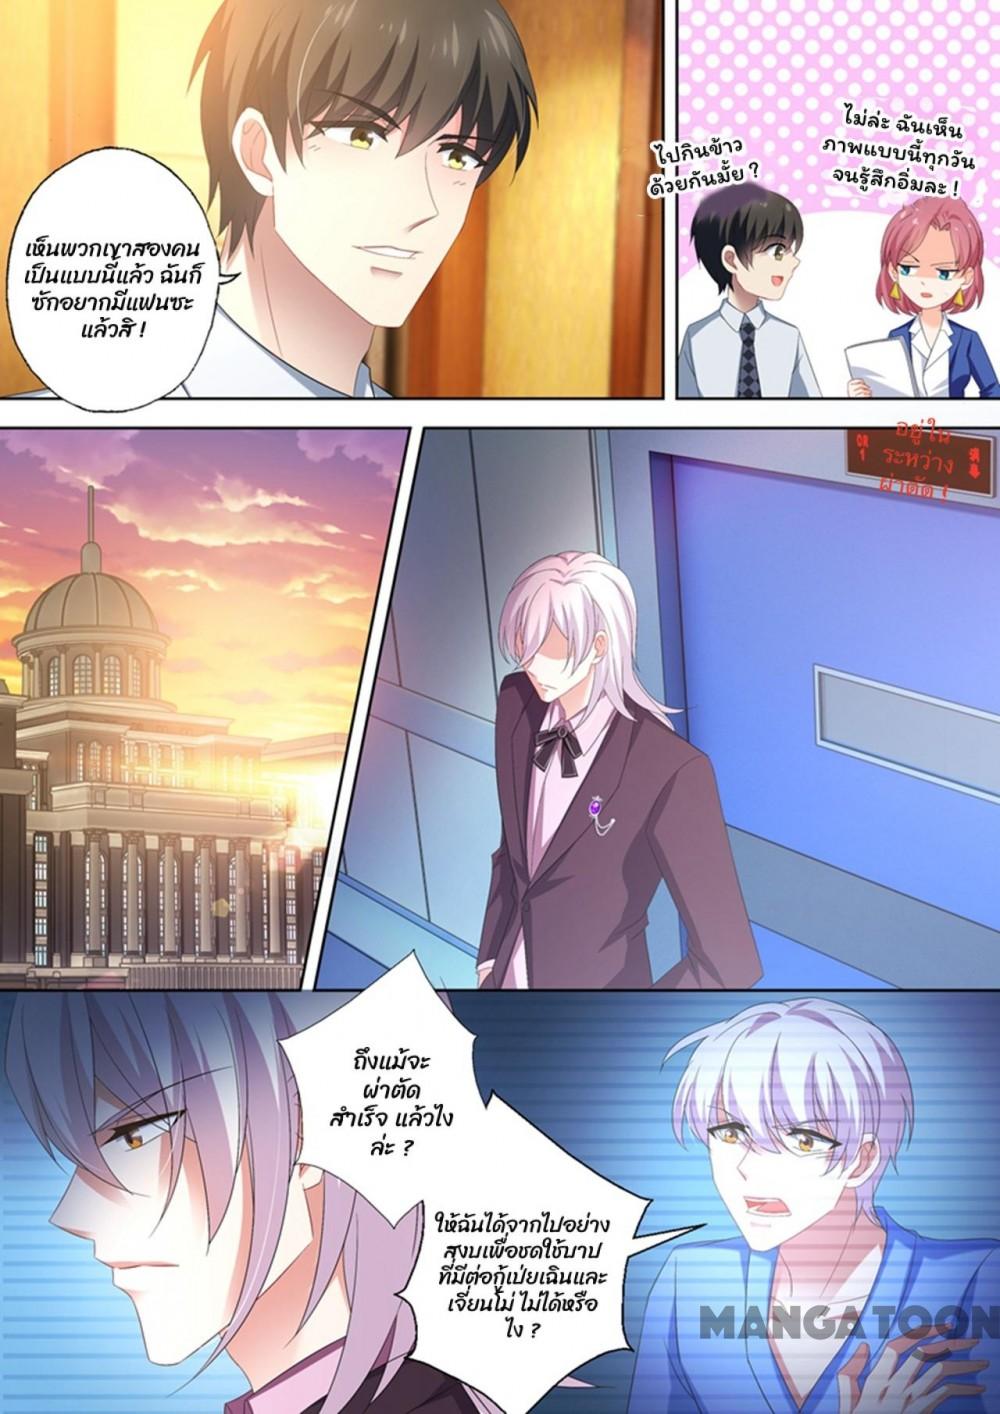 เห็นพวกเขาสองคน
เป็นแบบนี้แล้ว ฉันก็
ชักอยากมีแฟนซะ
แล้วสิ !
ไปกินข้าว
ด้วยกันมั้ย ?
ไม่ล่ะ ฉันเห็น
ภาพแบบนี้ทุกวัน
จนรู้สึกอิ่มละ !
OR
1
อยู่ใน
ระหว่าง
ผ่าตัด !
ถึงแม้จะ
ผ่าตัด
สำเร็จ แล้วไง
ล่ะ ?
ให้ฉันได้จากไปอย่าง
สงบเพื่อชดใช้บาป
ที่มีต่อกู้เป่ยเฉินและ
เจี่ยนโม่ ไม่ได้หรือ
ไง ?
MANGATOON